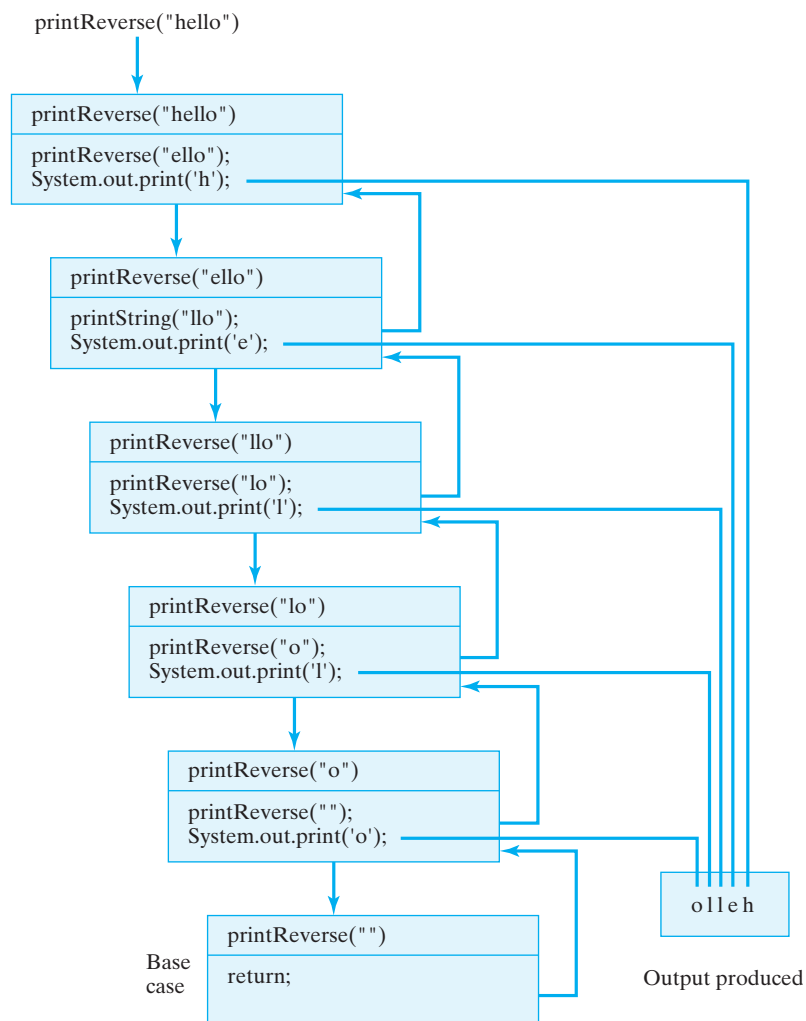 printReverse("hello")
printReverse("hello")
printReverse("ello");
System.out.print('h');
printReverse("ello")
printString("llo");
System.out.print('e');
printReverse("llo")
printReverse("lo");
System.out.print('l');
printReverse("lo")
printReverse("o");
System.out.print('l');
printReverse("o")
printReverse("");
System.out.print('o');
o l l e h
printReverse("")
Base
case
return;
Output produced